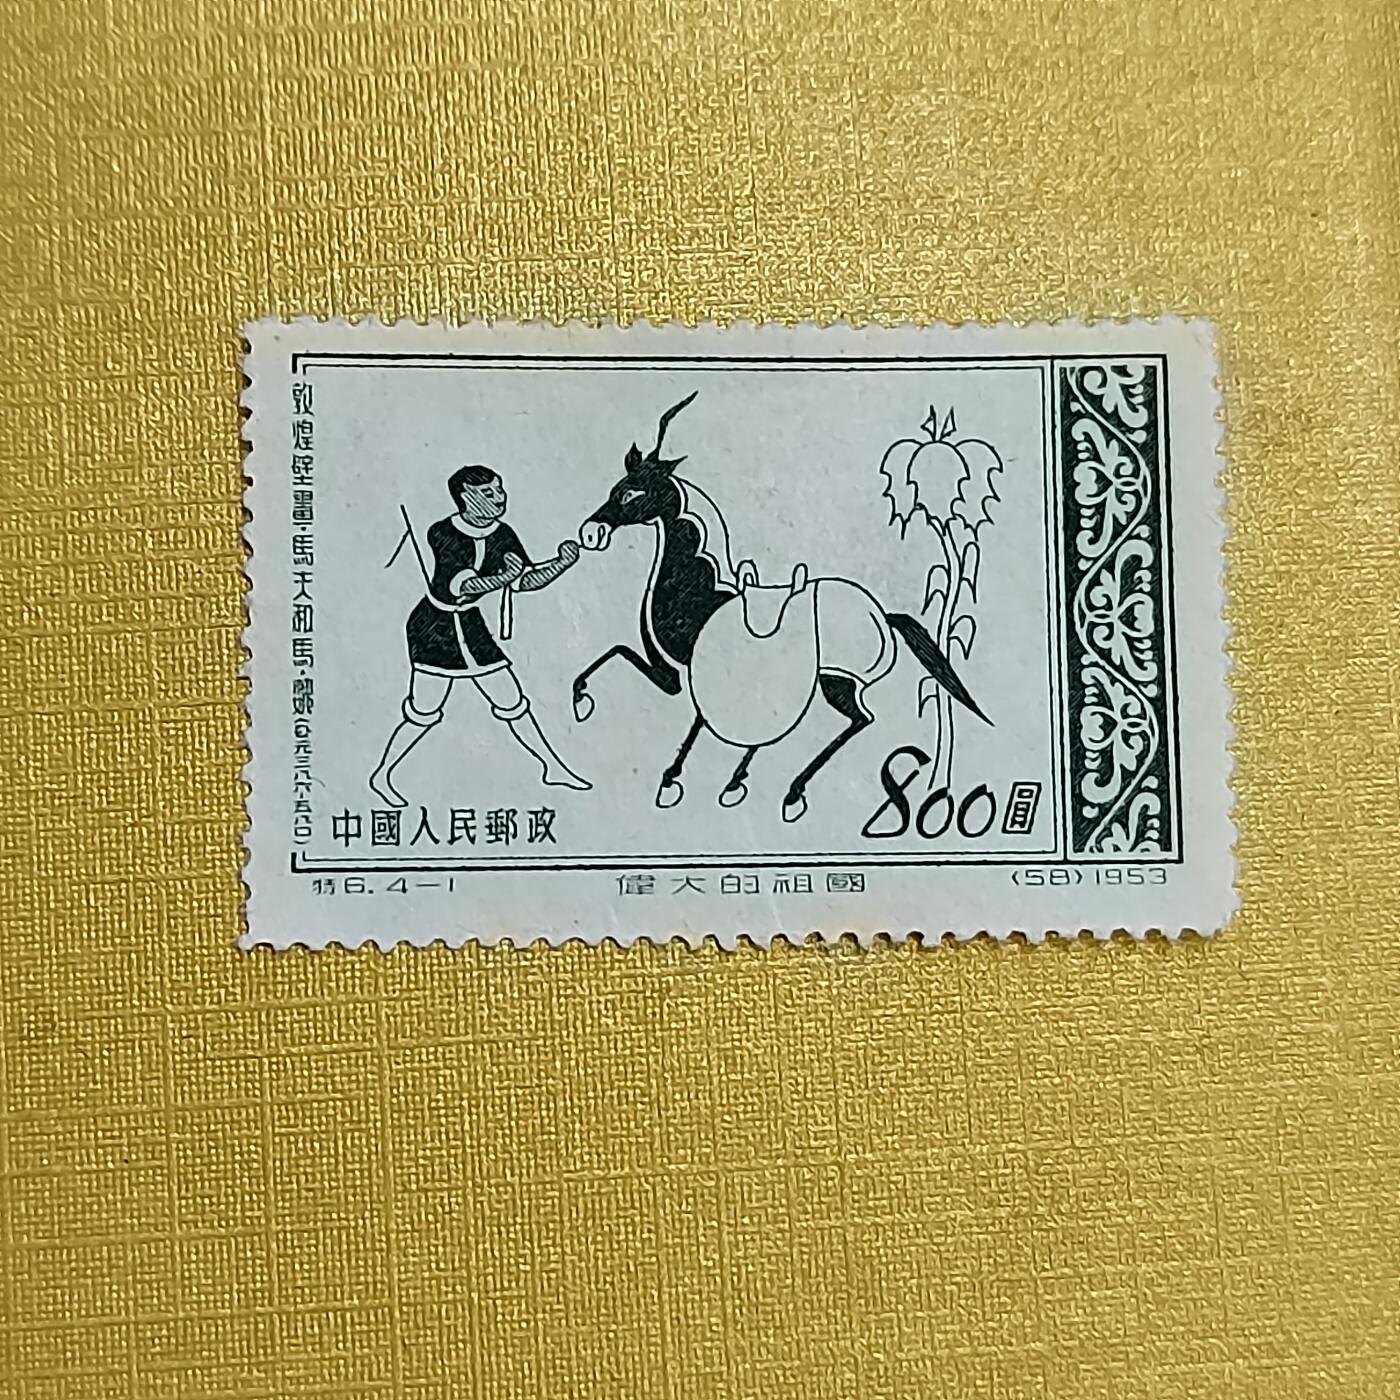 敦煌壁畫·馬夫和馬·魏(公元三八六-五八〇)
中國人民郵政
800圓
特6.4-1
偉大的祖國
(58)1953